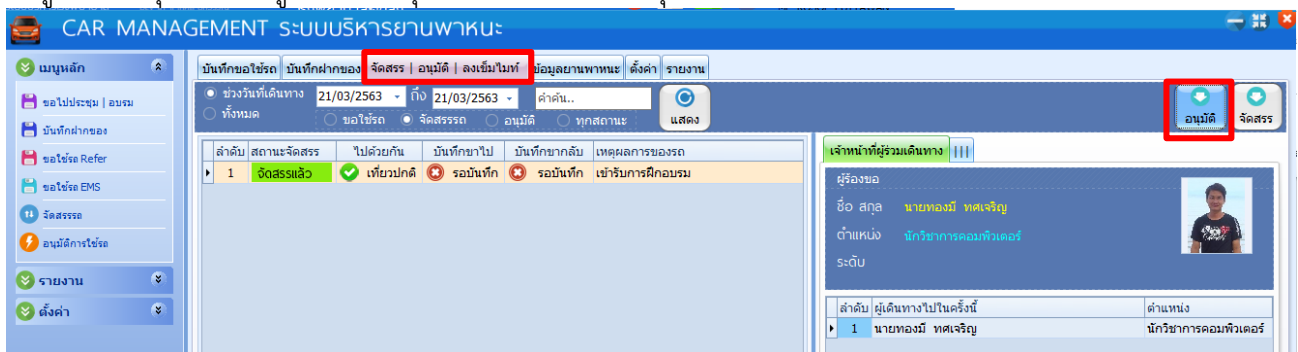 CAR MANAGEMENT ระบบบริหารยานพาหนะ
เมนูหลัก
ขอไปประชุม | อบรม
บันทึกฝากของ
ขอใช้รถ Refer
ขอใช้รถ EMS
จัดสรรรถ
อนุมัติการใช้รถ
รายงาน
ตั้งค่า
บันทึกขอใช้รถ บันทึกฝากของ จัดสรร | อนุมัติ | ลงเข็มไมท์ ข้อมูลยานพาหนะ ตั้งค่า รายงาน
ช่วงวันที่เดินทาง 21/03/2563 ถึง 21/03/2563 คำค้น..
ทั้งหมด ขอใช้รถ จัดสรรรถ อนุมัติ ทุกสถานะ แสดง
อนุมัติ จัดสรร
ลำดับ สถานะจัดสรร ไปด้วยกัน บันทึกขาไป บันทึกขากลับ เหตุผลการของรถ
1 จัดสรรแล้ว เที่ยวปกติ รอบันทึก รอบันทึก เข้ารับการฝึกอบรม
เจ้าหน้าที่ผู้ร่วมเดินทาง
ผู้ร้องขอ
ชื่อ สกุล นายทองมี ทศเจริญ
ตำแหน่ง นักวิชาการคอมพิวเตอร์
ระดับ
ลำดับ ผู้เดินทางไปในครั้งนี้ ตำแหน่ง
1 นายทองมี ทศเจริญ นักวิชาการคอมพิวเตอร์